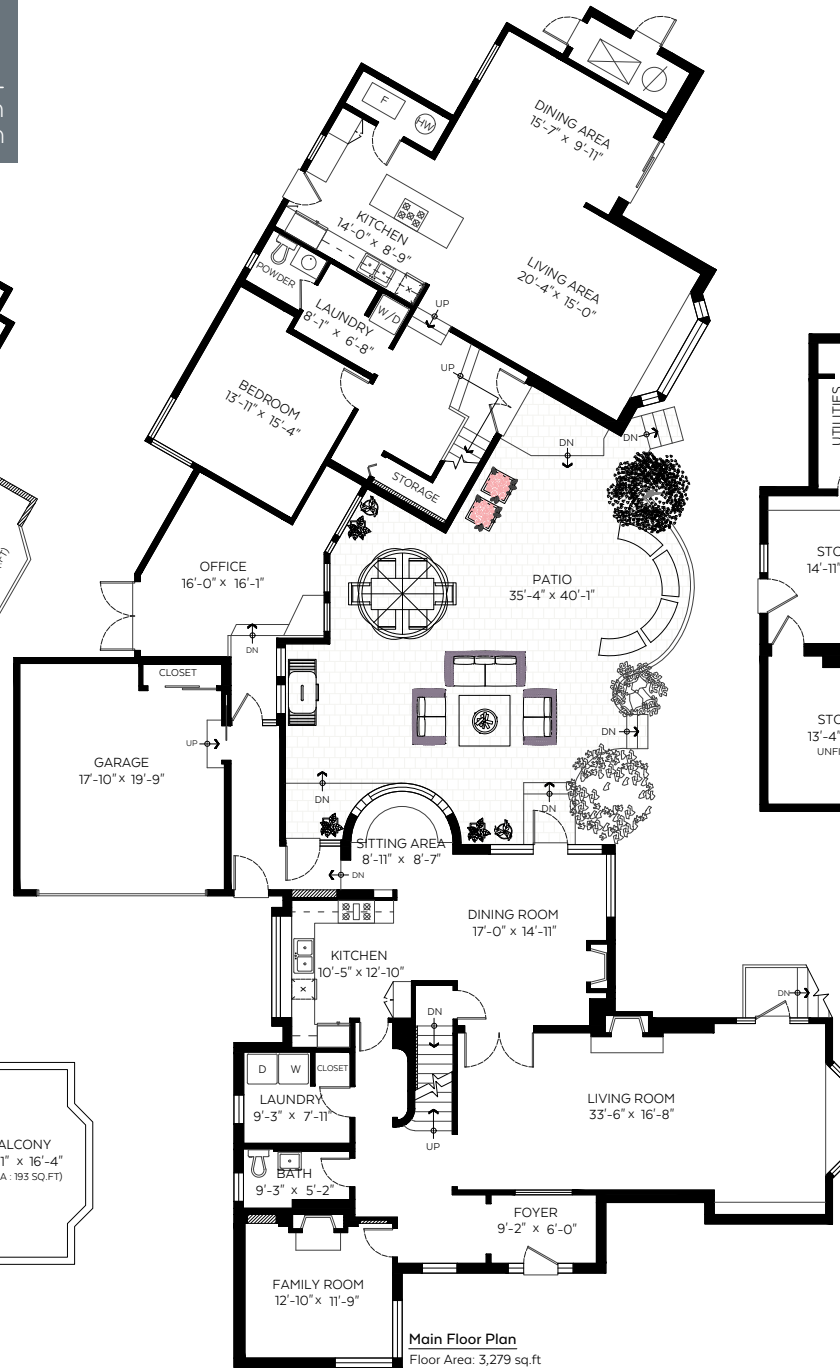 F
HW
DINING AREA
15'-7" x 9'-11"
KITCHEN
14'-0" x 8'-9"
LIVING AREA
20'-4" x 15'-0"
POWDER
LAUNDRY
8'-1" x 6'-8"
W/D
UP
UP
BEDROOM
13'-11" x 15'-4"
DN
DN
STORAGE
OFFICE
16'-0" x 16'-1"
PATIO
35'-4" x 40'-1"
DN
CLOSET
UP
GARAGE
17'-10" x 19'-9"
DN
DN
DN
SITTING AREA
8'-11" x 8'-7"
DN
DINING ROOM
17'-0" x 14'-11"
KITCHEN
10'-5" x 12'-10"
X
DN
DN
D
W
CLOSET
LAUNDRY
9'-3" x 7'-11"
LIVING ROOM
33'-6" x 16'-8"
UP
BATH
9'-3" x 5'-2"
FOYER
9'-2" x 6'-0"
FAMILY ROOM
12'-10" x 11'-9"
Main Floor Plan
Floor Area: 3,279 sq.ft
UTILITIES
STO
14'-11"
STO
13'-4"
UNFI
ALCONY
1" x 16'-4"
A : 193 SQ.FT)